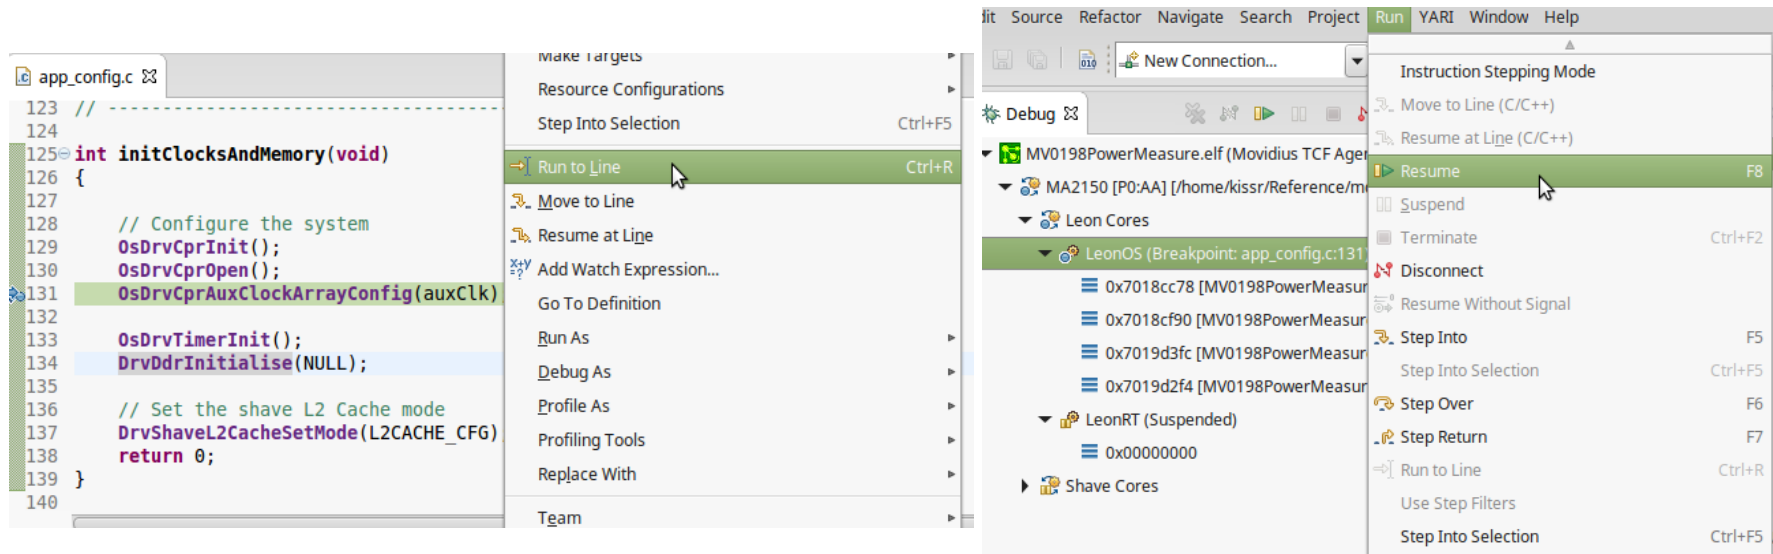 app_config.c
123 // -------------------------------------------
124
125 int initClocksAndMemory(void)
126 {
127
128 // Configure the system
129 OsDrvCprInit();
130 OsDrvCprOpen();
131 OsDrvCprAuxClockArrayConfig(auxClk)
132
133 OsDrvTimerInit();
134 DrvDdrInitialise(NULL);
135
136 // Set the shave L2 Cache mode
137 DrvShaveL2CacheSetMode(L2CACHE_CFG)
138 return 0;
139 }
140
Make Targets
Resource Configurations
Step Into Selection Ctrl+F5
Run to Line Ctrl+R
Move to Line
Resume at Line
Add Watch Expression...
Go To Definition
Run As
Debug As
Profile As
Profiling Tools
Replace With
Team
dit Source Refactor Navigate Search Project Run YARI Window Help
010 New Connection...
Debug
MV0198PowerMeasure.elf (Movidius TCF Agen
MA2150 [P0:AA] [/home/kissr/Reference/m
Leon Cores
LeonOS (Breakpoint: app_config.c:131)
0x7018cc78 [MV0198PowerMeasur
0x7018cf90 [MV0198PowerMeasur
0x7019d3fc [MV0198PowerMeasur
0x7019d2f4 [MV0198PowerMeasur
LeonRT (Suspended)
0x00000000
Shave Cores
Instruction Stepping Mode
Move to Line (C/C++)
Resume at Line (C/C++)
Resume F8
Suspend
Terminate Ctrl+F2
Disconnect
Resume Without Signal
Step Into F5
Step Into Selection Ctrl+F5
Step Over F6
Step Return F7
Run to Line Ctrl+R
Use Step Filters
Step Into Selection Ctrl+F5